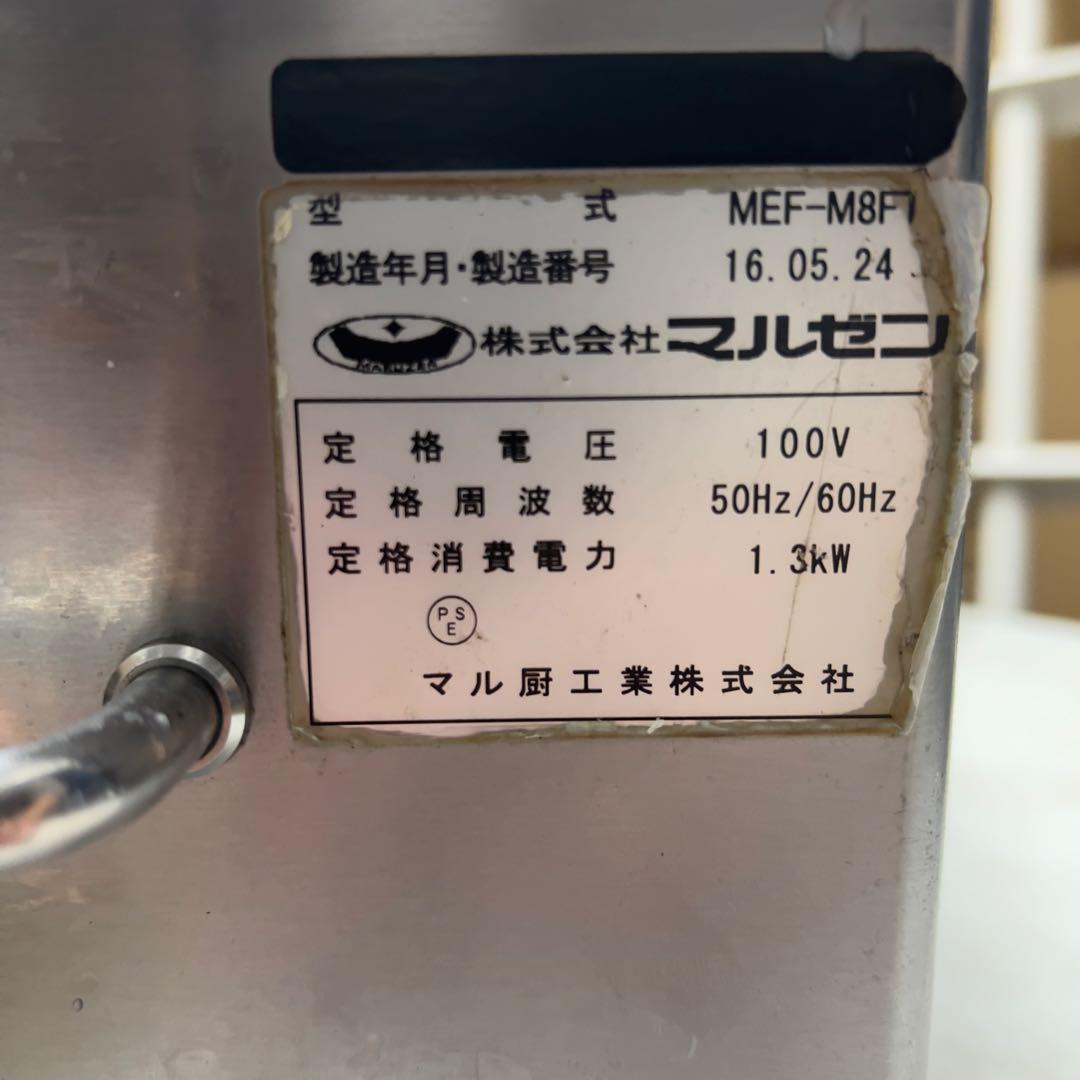 型式 MEF-M8F
製造年月・製造番号 16.05.24
MARUZEN 株式会社マルゼン
定格電圧 100V
定格周波数 50Hz/60Hz
定格消費電力 1.3kW
PSE
マル厨工業株式会社